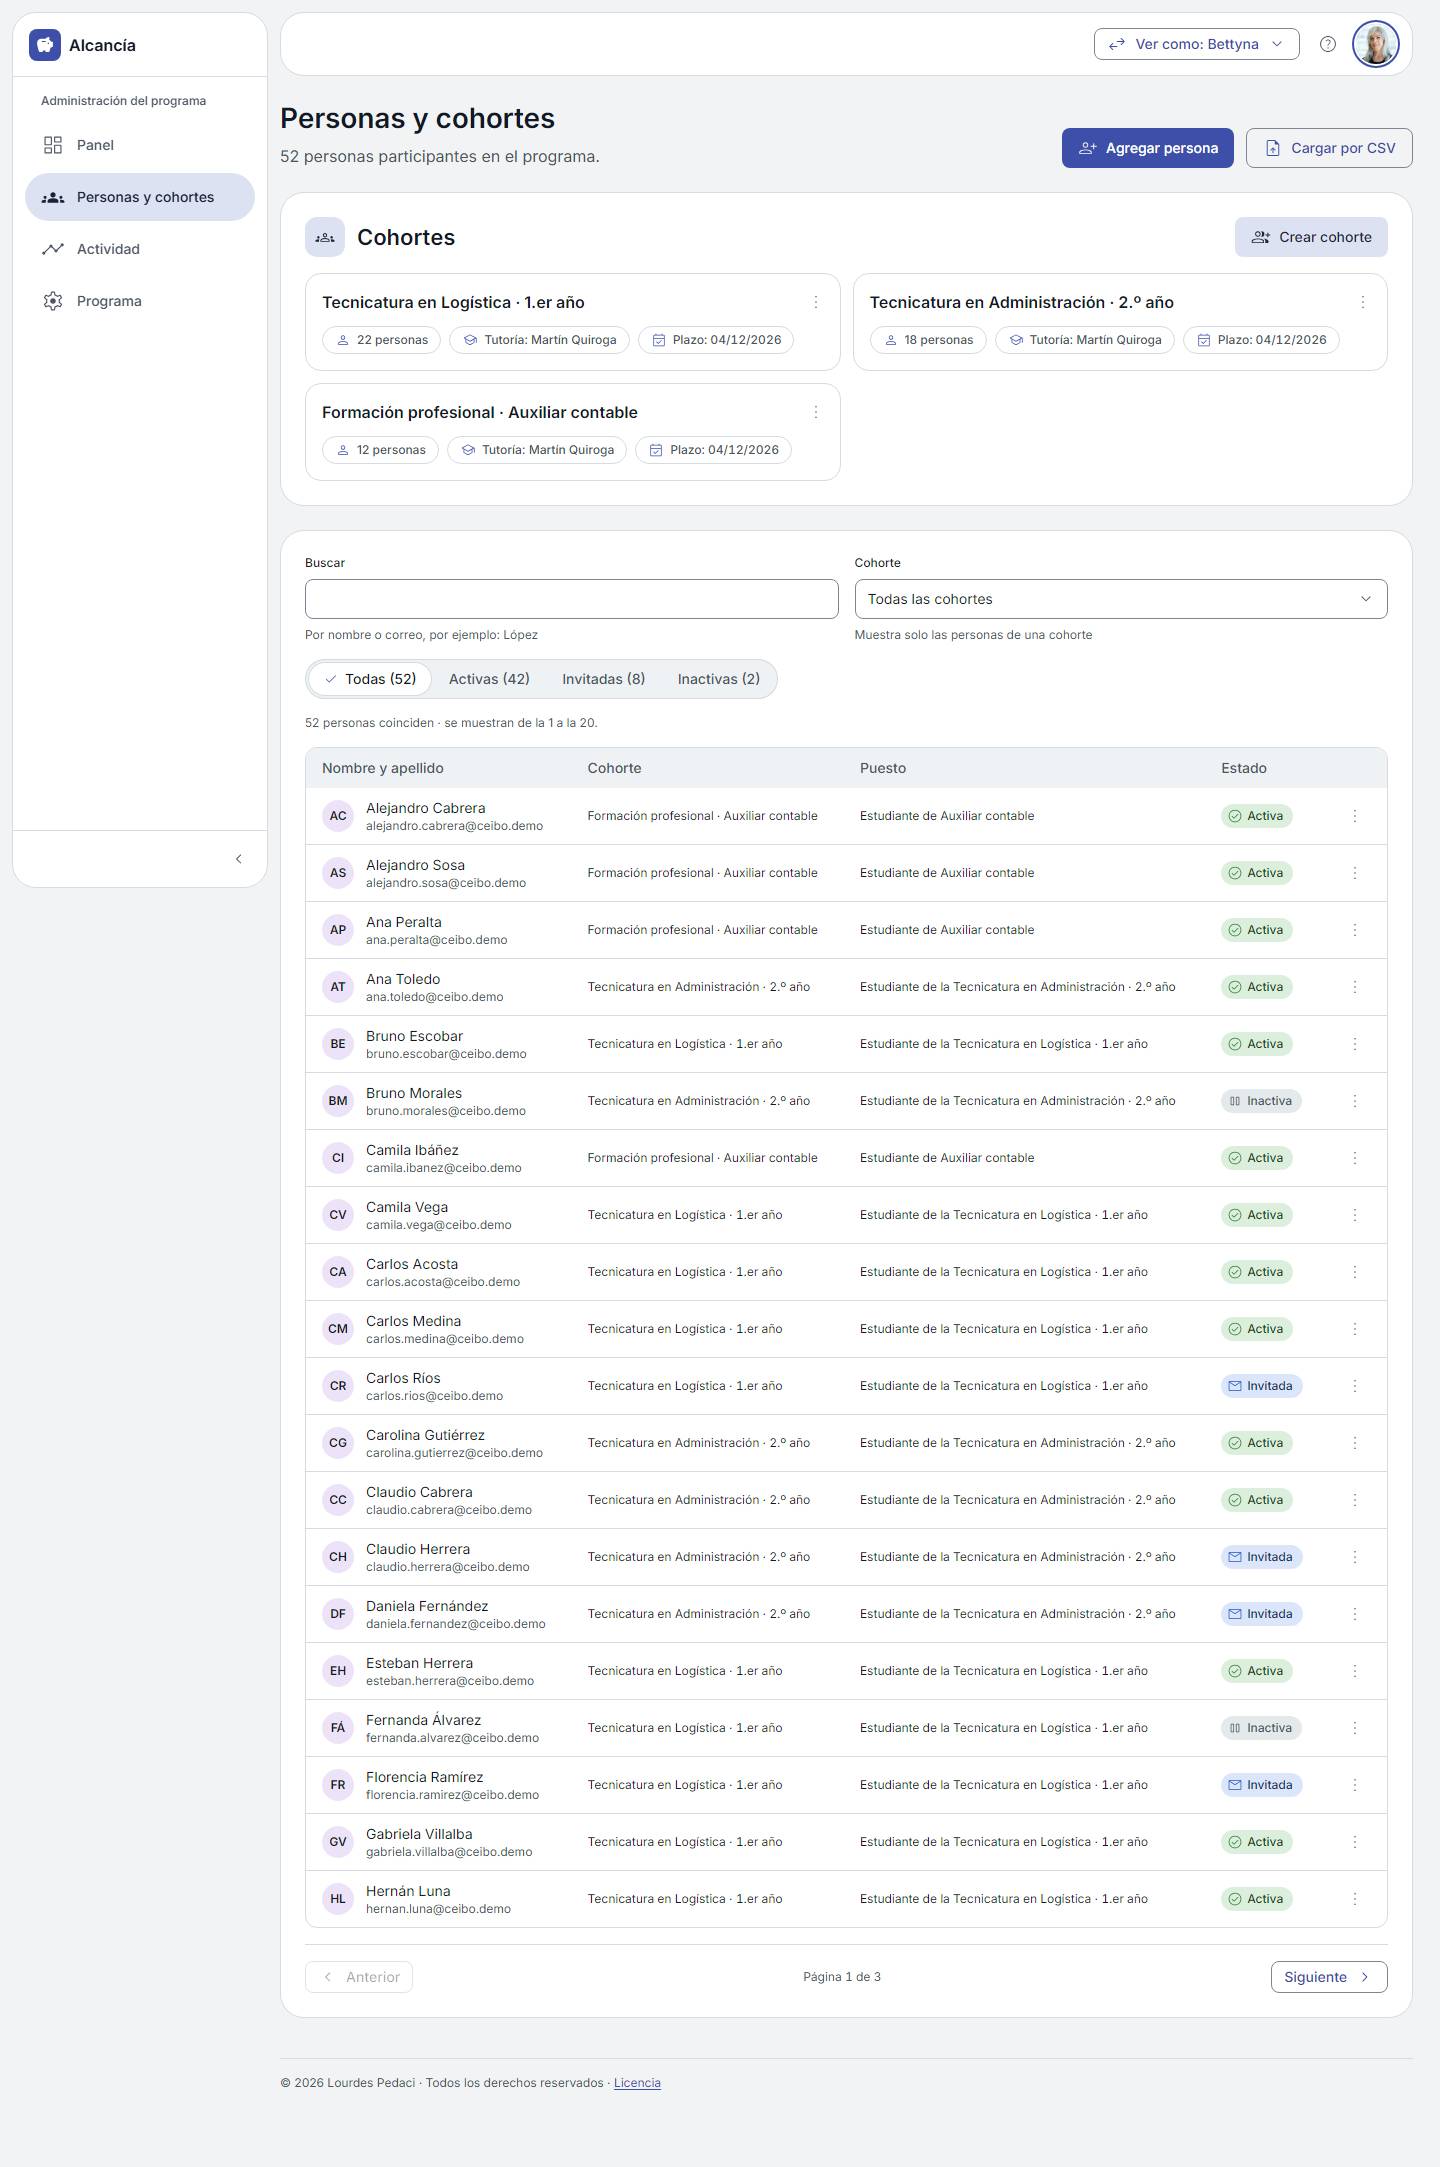 Alcancía
Ver como: Bettyna
Administración del programa
Panel
Personas y cohortes
Actividad
Programa
Personas y cohortes
52 personas participantes en el programa.
Agregar persona
Cargar por CSV
Cohortes
Crear cohorte
Tecnicatura en Logística · 1.er año
22 personas
Tutoría: Martín Quiroga
Plazo: 04/12/2026
Tecnicatura en Administración · 2.º año
18 personas
Tutoría: Martín Quiroga
Plazo: 04/12/2026
Formación profesional · Auxiliar contable
12 personas
Tutoría: Martín Quiroga
Plazo: 04/12/2026
Buscar
Por nombre o correo, por ejemplo: López
Cohorte
Todas las cohortes
Muestra solo las personas de una cohorte
Todas (52)
Activas (42)
Invitadas (8)
Inactivas (2)
52 personas coinciden · se muestran de la 1 a la 20.
Nombre y apellido Cohorte Puesto Estado
AC Alejandro Cabrera Formación profesional · Auxiliar contable Estudiante de Auxiliar contable Activa
alejandro.cabrera@ceibo.demo
AS Alejandro Sosa Formación profesional · Auxiliar contable Estudiante de Auxiliar contable Activa
alejandro.sosa@ceibo.demo
AP Ana Peralta Formación profesional · Auxiliar contable Estudiante de Auxiliar contable Activa
ana.peralta@ceibo.demo
AT Ana Toledo Tecnicatura en Administración · 2.º año Estudiante de la Tecnicatura en Administración · 2.º año Activa
ana.toledo@ceibo.demo
BE Bruno Escobar Tecnicatura en Logística · 1.er año Estudiante de la Tecnicatura en Logística · 1.er año Activa
bruno.escobar@ceibo.demo
BM Bruno Morales Tecnicatura en Administración · 2.º año Estudiante de la Tecnicatura en Administración · 2.º año Inactiva
bruno.morales@ceibo.demo
CI Camila Ibáñez Formación profesional · Auxiliar contable Estudiante de Auxiliar contable Activa
camila.ibanez@ceibo.demo
CV Camila Vega Tecnicatura en Logística · 1.er año Estudiante de la Tecnicatura en Logística · 1.er año Activa
camila.vega@ceibo.demo
CA Carlos Acosta Tecnicatura en Logística · 1.er año Estudiante de la Tecnicatura en Logística · 1.er año Activa
carlos.acosta@ceibo.demo
CM Carlos Medina Tecnicatura en Logística · 1.er año Estudiante de la Tecnicatura en Logística · 1.er año Activa
carlos.medina@ceibo.demo
CR Carlos Ríos Tecnicatura en Logística · 1.er año Estudiante de la Tecnicatura en Logística · 1.er año Invitada
carlos.rios@ceibo.demo
CG Carolina Gutiérrez Tecnicatura en Administración · 2.º año Estudiante de la Tecnicatura en Administración · 2.º año Activa
carolina.gutierrez@ceibo.demo
CC Claudio Cabrera Tecnicatura en Administración · 2.º año Estudiante de la Tecnicatura en Administración · 2.º año Activa
claudio.cabrera@ceibo.demo
CH Claudio Herrera Tecnicatura en Administración · 2.º año Estudiante de la Tecnicatura en Administración · 2.º año Invitada
claudio.herrera@ceibo.demo
DF Daniela Fernández Tecnicatura en Administración · 2.º año Estudiante de la Tecnicatura en Administración · 2.º año Invitada
daniela.fernandez@ceibo.demo
EH Esteban Herrera Tecnicatura en Logística · 1.er año Estudiante de la Tecnicatura en Logística · 1.er año Activa
esteban.herrera@ceibo.demo
FÁ Fernanda Álvarez Tecnicatura en Logística · 1.er año Estudiante de la Tecnicatura en Logística · 1.er año Inactiva
fernanda.alvarez@ceibo.demo
FR Florencia Ramírez Tecnicatura en Logística · 1.er año Estudiante de la Tecnicatura en Logística · 1.er año Invitada
florencia.ramirez@ceibo.demo
GV Gabriela Villalba Tecnicatura en Logística · 1.er año Estudiante de la Tecnicatura en Logística · 1.er año Activa
gabriela.villalba@ceibo.demo
HL Hernán Luna Tecnicatura en Logística · 1.er año Estudiante de la Tecnicatura en Logística · 1.er año Activa
hernan.luna@ceibo.demo
Anterior
Página 1 de 3
Siguiente
© 2026 Lourdes Pedaci · Todos los derechos reservados · Licencia